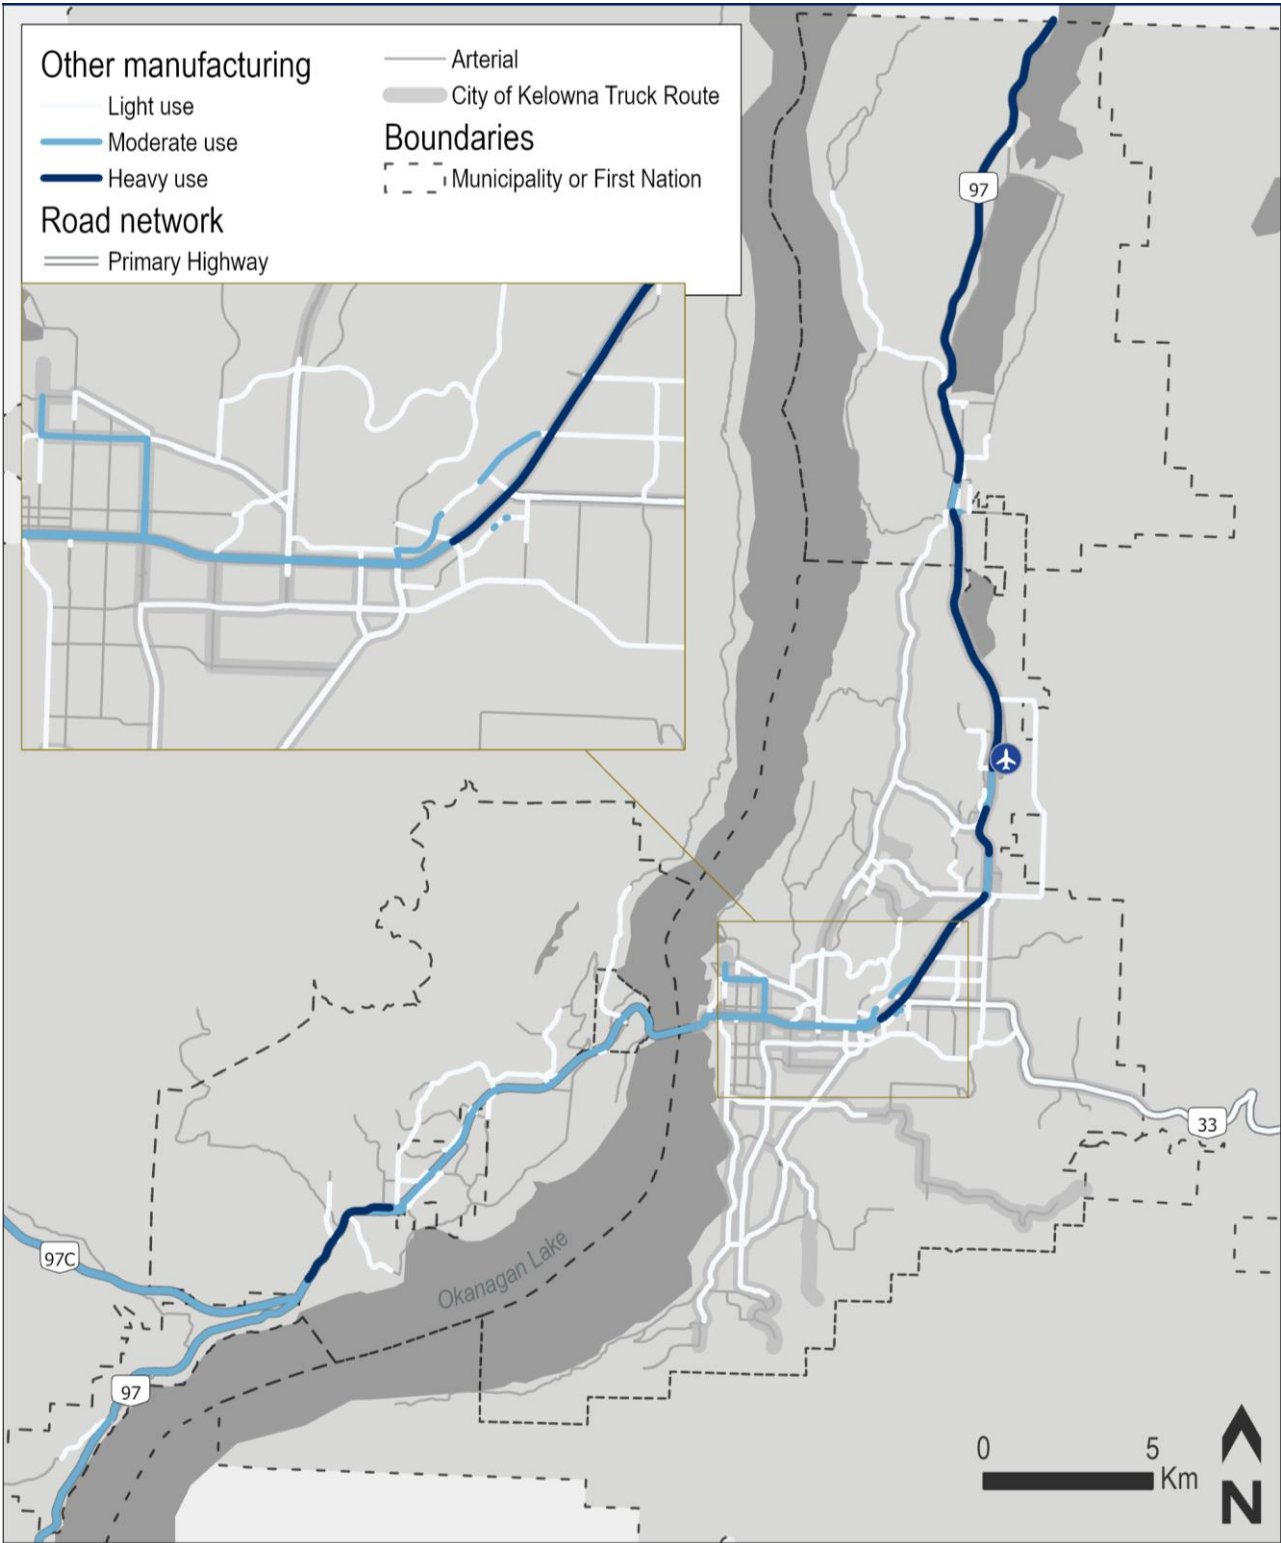 Other manufacturing
Light use
Moderate use
Heavy use
Road network
Primary Highway
Arterial
City of Kelowna Truck Route
Boundaries
Municipality or First Nation
97
33
97C
Okanagan Lake
97
0 5
Km
N